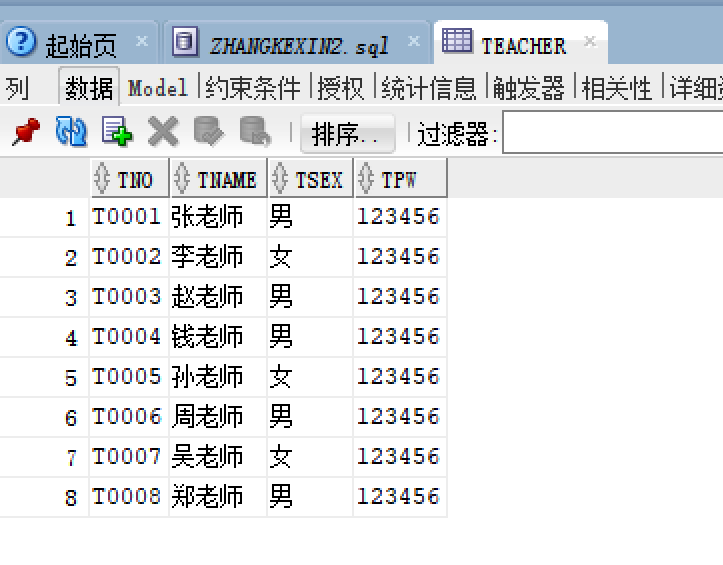 起始页 ZHANGKEXIN2.sql TEACHER
列 数据 Model 约束条件 授权 统计信息 触发器 相关性 详细
排序.. 过滤器:
TNO TNAME TSEX TPW
1 T0001 张老师 男 123456
2 T0002 李老师 女 123456
3 T0003 赵老师 男 123456
4 T0004 钱老师 男 123456
5 T0005 孙老师 女 123456
6 T0006 周老师 男 123456
7 T0007 吴老师 女 123456
8 T0008 郑老师 男 123456